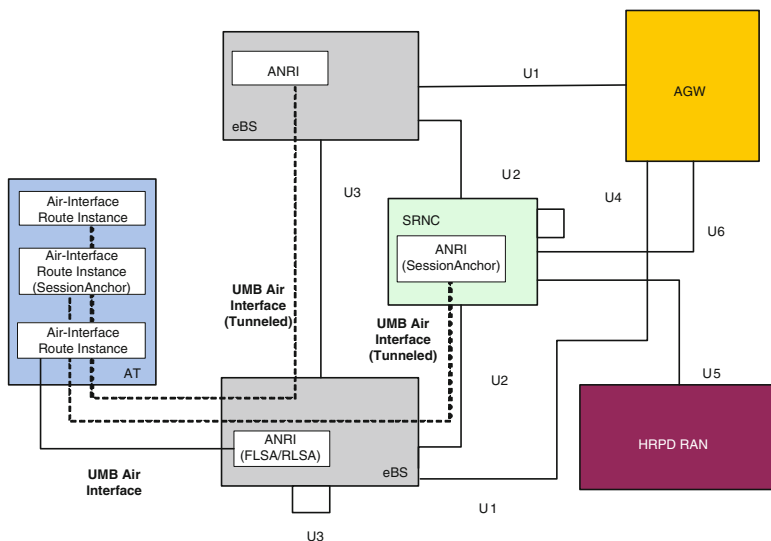 ANRI
eBS
U1
AGW
U2
U3
U4
U6
SRNC
ANRI
(SessionAnchor)
Air-Interface
Route Instance
Air-Interface
Route Instance
(SessionAnchor)
Air-Interface
Route Instance
AT
UMB Air
Interface
(Tunneled)
UMB Air
Interface
(Tunneled)
U2
U5
ANRI
(FLSA/RLSA)
eBS
HRPD RAN
UMB Air
Interface
U1
U3